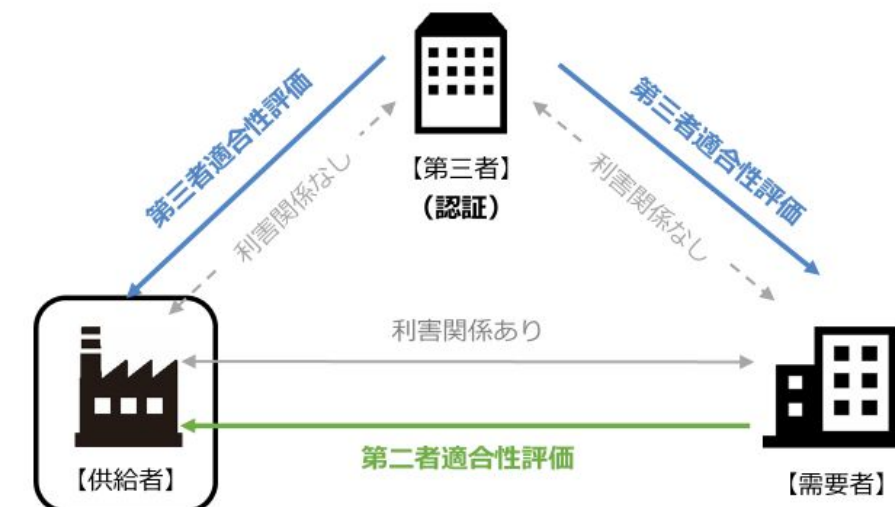 第三者適合性評価
利害関係なし
【第三者】
（認証）
第三者適合性評価
利害関係なし
利害関係あり
第二者適合性評価
【供給者】
【需要者】